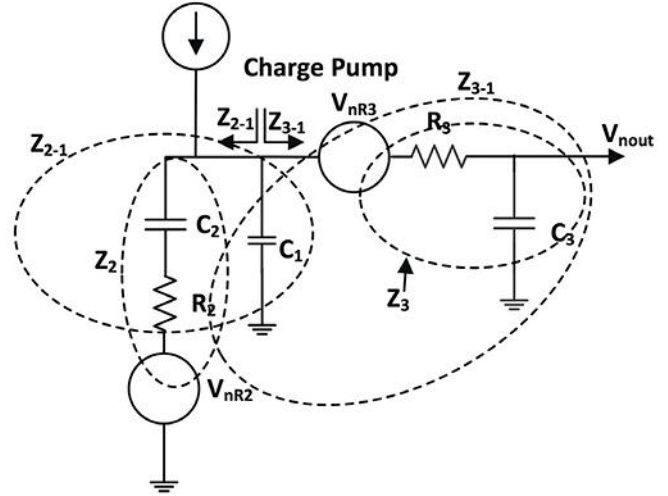 Charge Pump
Z₂₋₁ Z₃₋₁
VₙR3
Z₃₋₁
R₃
Vₙₒᵤₜ
Z₂₋₁
C₂
C₁
C₃
Z₂
R₂
Z₃
VₙR2